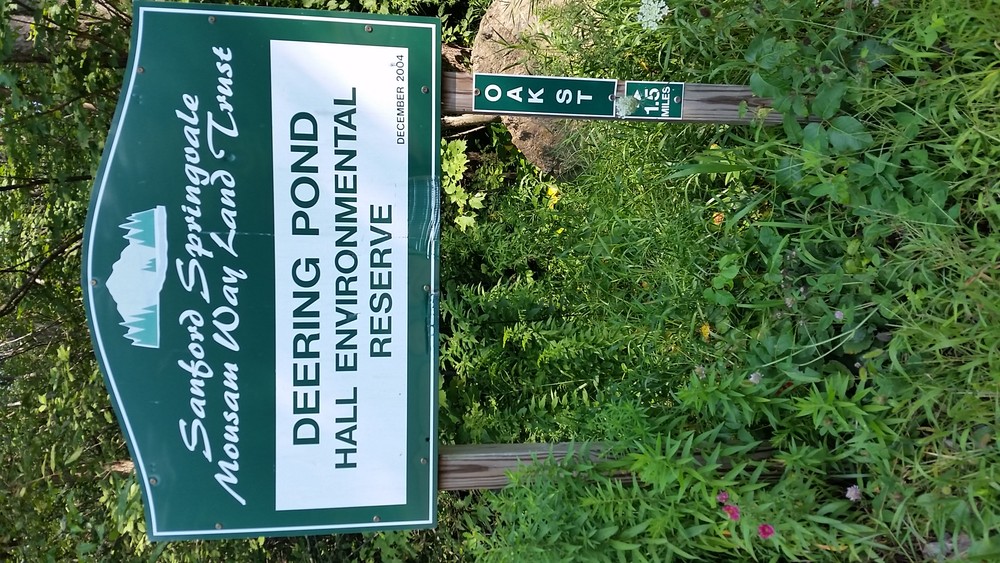 Sanford Springvale
Mousam Way Land Trust
DEERING POND
HALL ENVIRONMENTAL
RESERVE
DECEMBER 2004
OAK ST
1.5
MILES